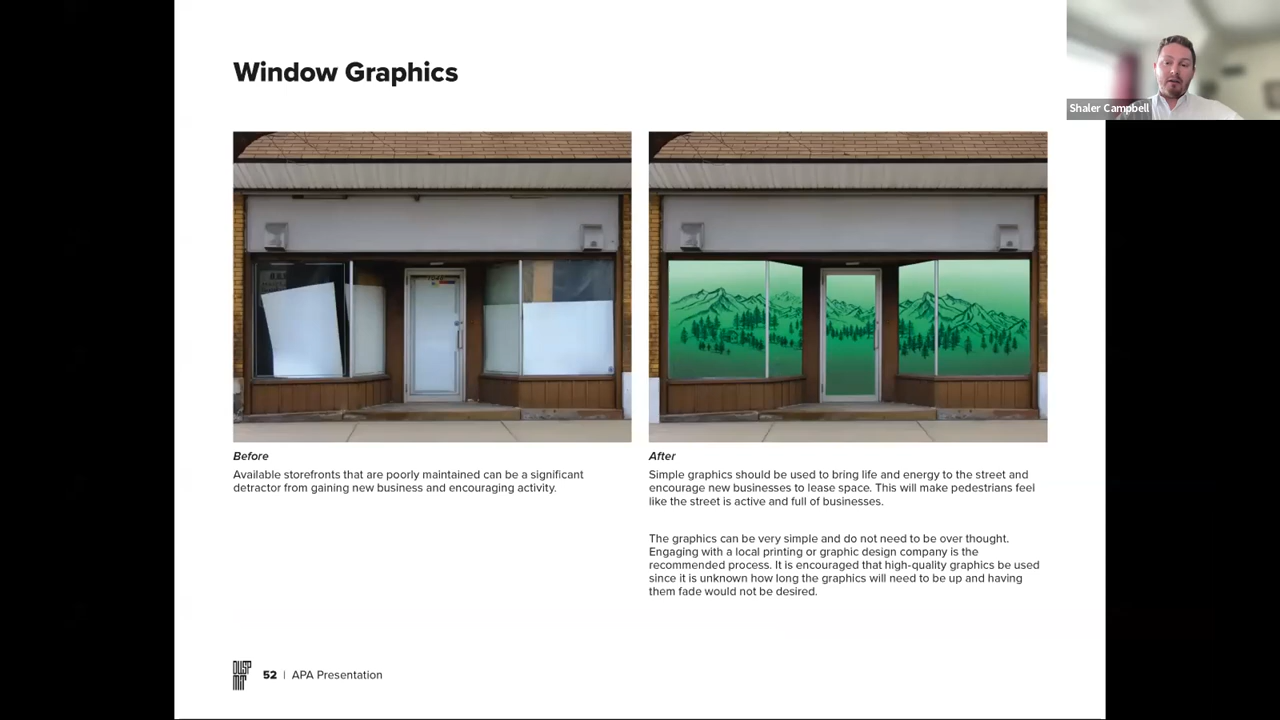 Window Graphics
Shaler Campbell
Before
Available storefronts that are poorly maintained can be a significant
detractor from gaining new business and encouraging activity.
After
Simple graphics should be used to bring life and energy to the street and
encourage new businesses to lease space. This will make pedestrians feel
like the street is active and full of businesses.
The graphics can be very simple and do not need to be over thought.
Engaging with a local printing or graphic design company is the
recommended process. It is encouraged that high-quality graphics be used
since it is unknown how long the graphics will need to be up and having
them fade would not be desired.
DUSP
MIT
52 | APA Presentation